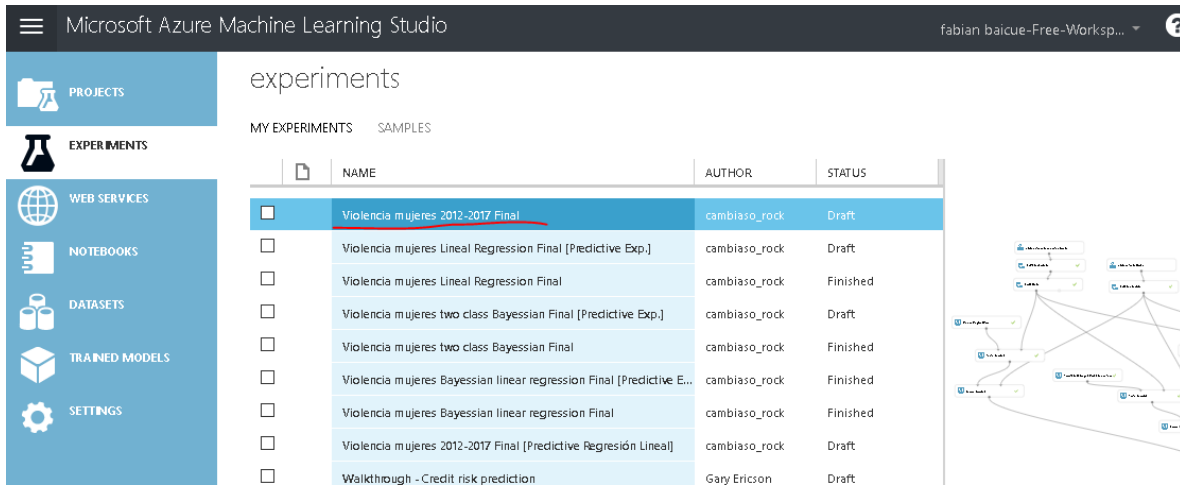 Microsoft Azure Machine Learning Studio
fabian baicue-Free-Worksp...
?
PROJECTS
EXPERIMENTS
WEB SERVICES
NOTEBOOKS
DATASETS
TRAINED MODELS
SETTINGS
experiments
MY EXPERIMENTS SAMPLES
NAME AUTHOR STATUS
Violencia mujeres 2012-2017 Final cambiaso_rock Draft
Violencia mujeres Lineal Regression Final [Predictive Exp.] cambiaso_rock Draft
Violencia mujeres Lineal Regression Final cambiaso_rock Finished
Violencia mujeres two class Bayessian Final [Predictive Exp.] cambiaso_rock Draft
Violencia mujeres two class Bayessian Final cambiaso_rock Finished
Violencia mujeres Bayessian linear regression Final [Predictive E... cambiaso_rock Finished
Violencia mujeres Bayessian linear regression Final cambiaso_rock Finished
Violencia mujeres 2012-2017 Final [Predictive Regresión Lineal] cambiaso_rock Draft
Walkthrough - Credit risk prediction Gary Ericson Draft